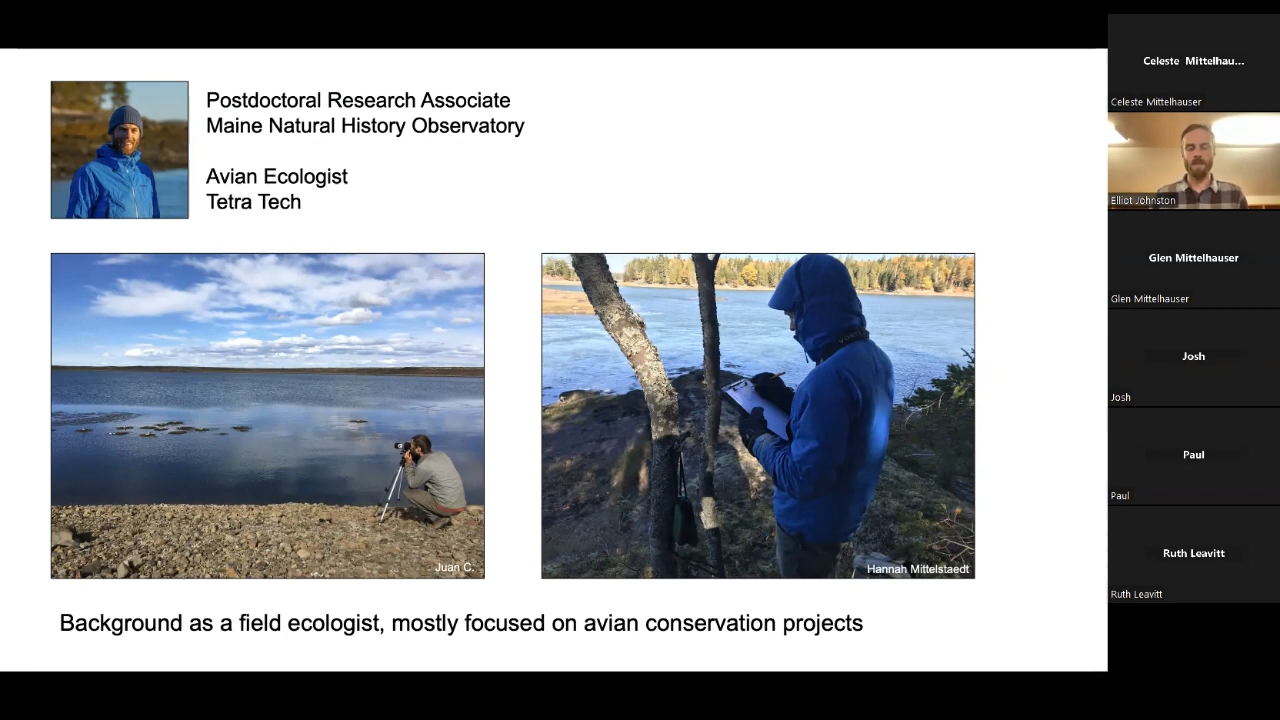 Postdoctoral Research Associate
Maine Natural History Observatory
Avian Ecologist
Tetra Tech
Juan C.
Hannah Mittelstaedt
Background as a field ecologist, mostly focused on avian conservation projects
Celeste Mittelhau...
Celeste Mittelhauser
Elliot Johnston
Glen Mittelhauser
Glen Mittelhauser
Josh
Josh
Paul
Paul
Ruth Leavitt
Ruth Leavitt